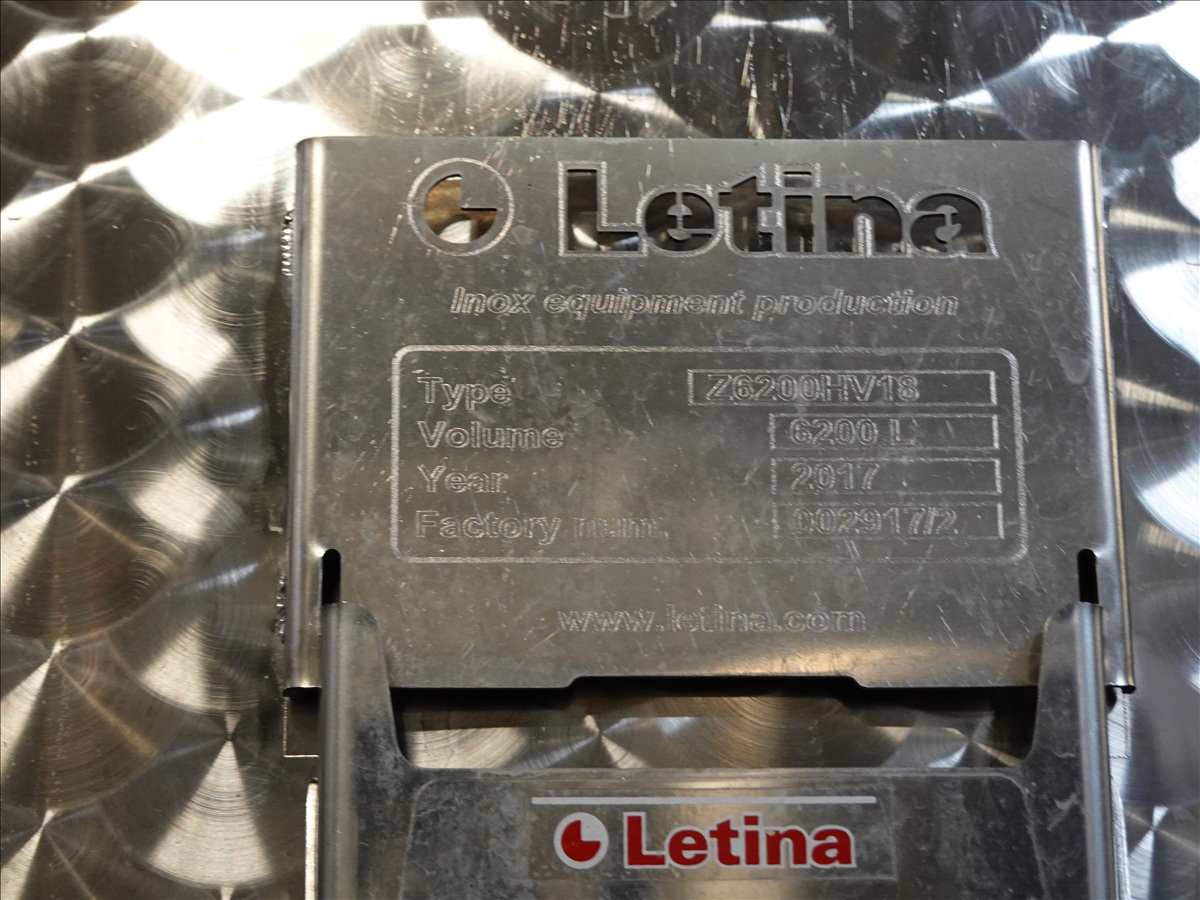 Letina
Inox equipment production
Type Z6200HV18
Volume 6200 L
Year 2017
Factory num. 002917/2
www.letina.com
Letina